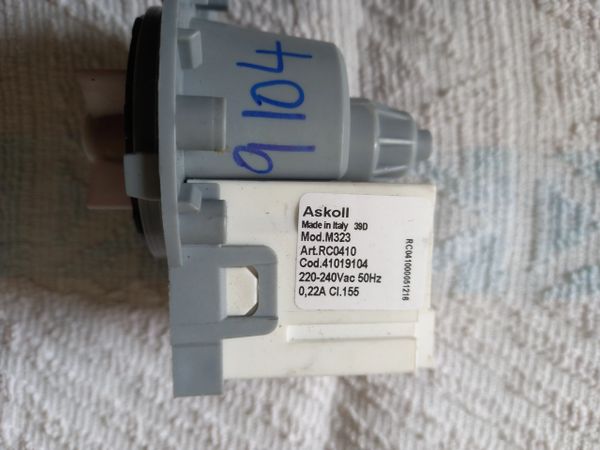 9104
Askoll
Made in Italy 39D
Mod.M323
Art.RC0410
Cod.41019104
220-240Vac 50Hz
0,22A Cl.155
RC041000051216